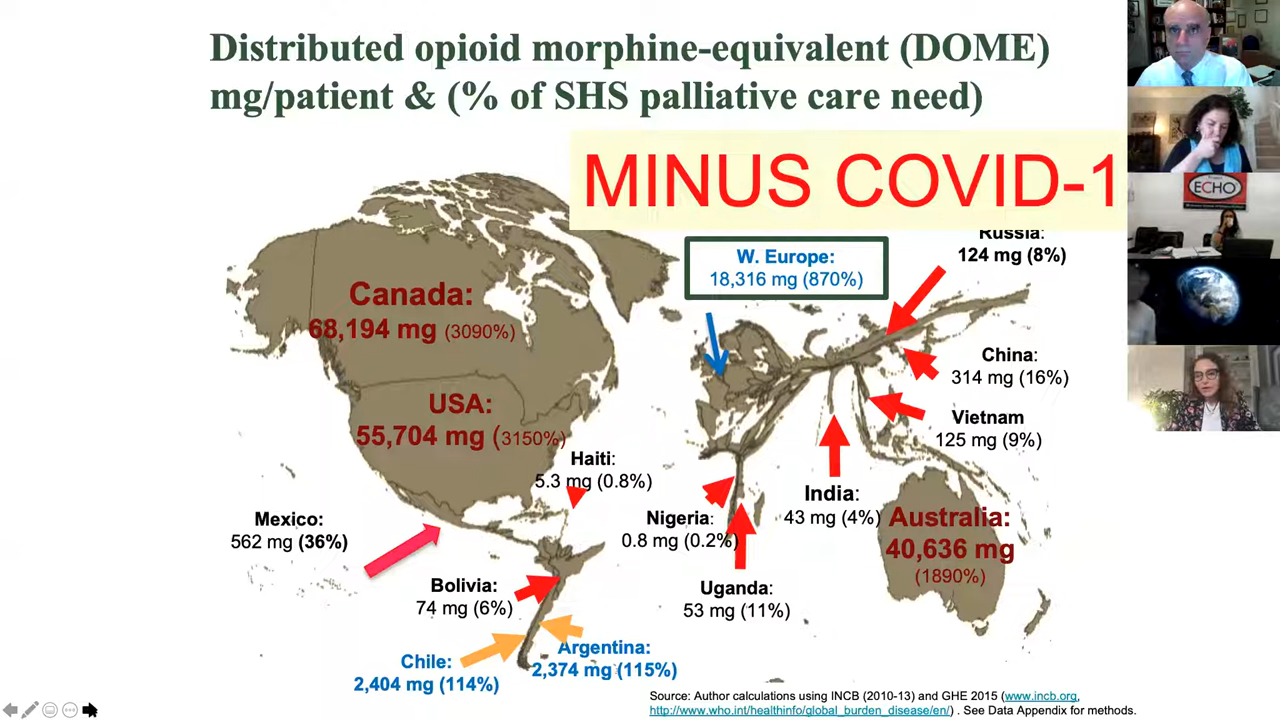 Distributed opioid morphine-equivalent (DOME)
mg/patient & (% of SHS palliative care need)
MINUS COVID-1
Russia:
124 mg (8%)
W. Europe:
18,316 mg (870%)
Canada:
68,194 mg (3090%)
China:
314 mg (16%)
USA:
55,704 mg (3150%)
Vietnam
125 mg (9%)
Haiti:
5.3 mg (0.8%)
India:
43 mg (4%)
Mexico:
562 mg (36%)
Nigeria:
0.8 mg (0.2%)
Australia:
40,636 mg
(1890%)
Bolivia:
74 mg (6%)
Uganda:
53 mg (11%)
Chile:
2,404 mg (114%)
Argentina:
2,374 mg (115%)
Source: Author calculations using INCB (2010-13) and GHE 2015 (www.incb.org,
http://www.who.int/healthinfo/global_burden_disease/en/) . See Data Appendix for methods.
ECHO